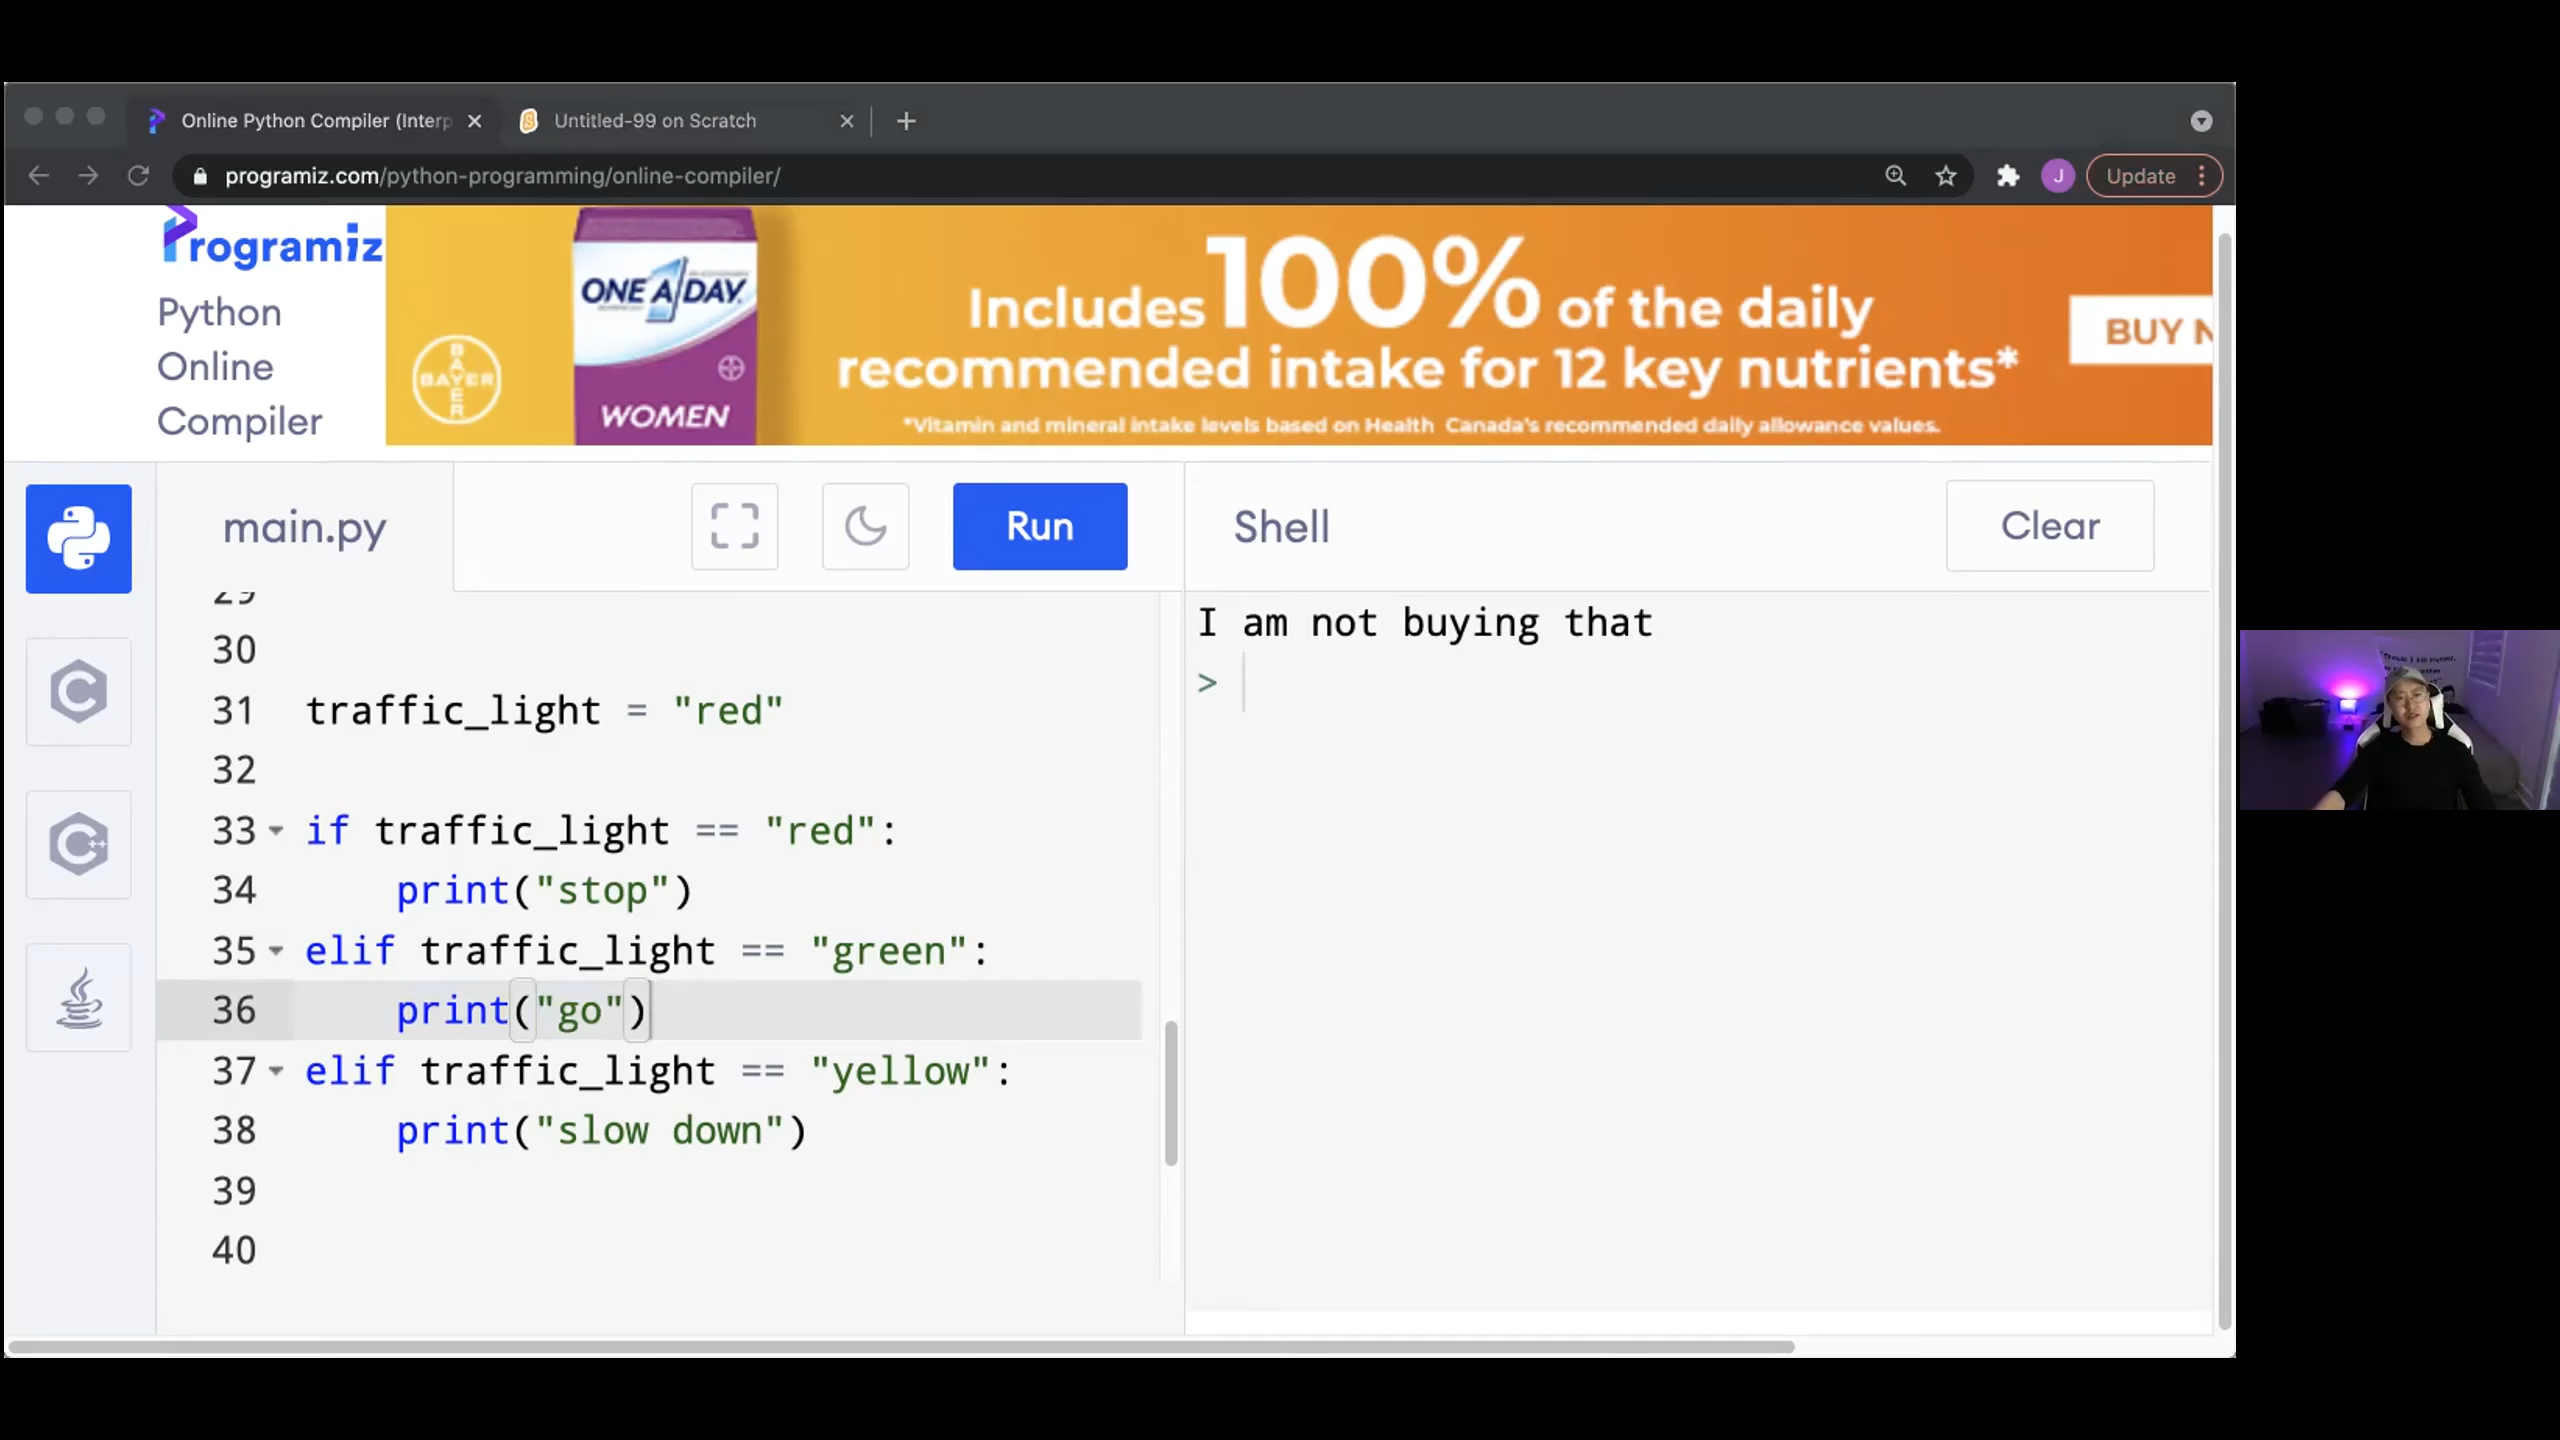 Online Python Compiler (Interp
Untitled-99 on Scratch
programiz.com/python-programming/online-compiler/
J
Update
Programiz
Python
Online
Compiler
BAYER
BAYER
ONE A DAY
WOMEN
Includes 100% of the daily
recommended intake for 12 key nutrients*
*Vitamin and mineral intake levels based on Health Canada's recommended daily allowance values.
BUY N
main.py
Run
Shell
Clear
29
30
31 traffic_light = "red"
32
33 if traffic_light == "red":
34 print("stop")
35 elif traffic_light == "green":
36 print("go")
37 elif traffic_light == "yellow":
38 print("slow down")
39
40
I am not buying that
>
C
C++